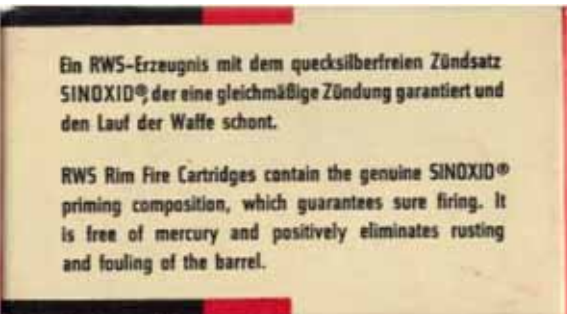 Ein RWS-Erzeugnis mit dem quecksilberfreien Zündsatz
SINOXID®, der eine gleichmäßige Zündung garantiert und
den Lauf der Waffe schont.
RWS Rim Fire Cartridges contain the genuine SINOXID®
priming composition, which guarantees sure firing. It
is free of mercury and positively eliminates rusting
and fouling of the barrel.